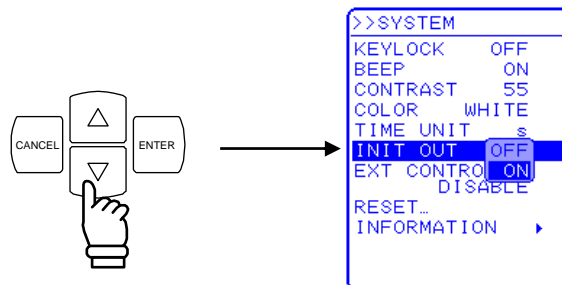 CANCEL
ENTER
>>SYSTEM
KEYLOCK OFF
BEEP ON
CONTRAST 55
COLOR WHITE
TIME UNIT s
INIT OUT OFF
EXT CONTRO ON
DISABLE
RESET…
INFORMATION